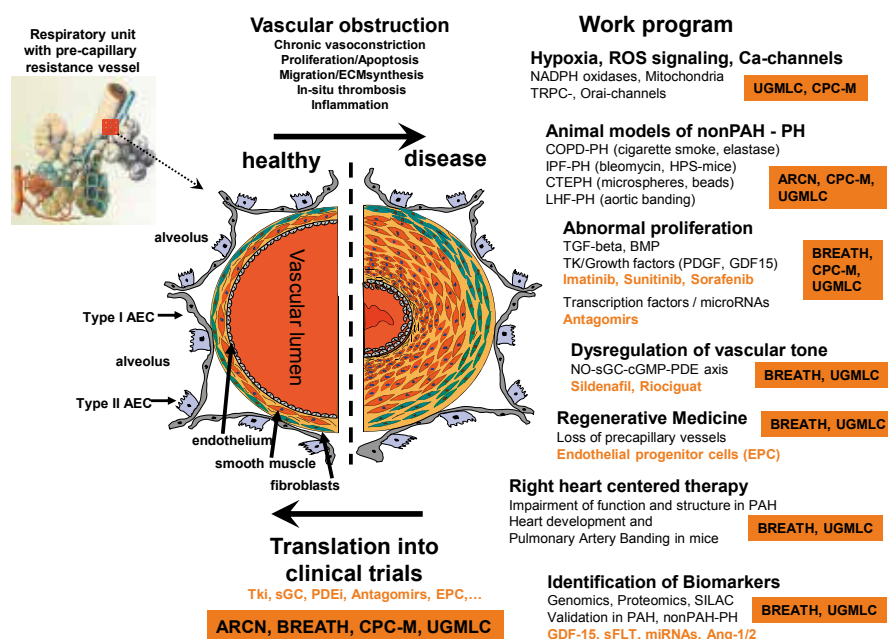 Respiratory unit
with pre-capillary
resistance vessel
Vascular obstruction
Chronic vasoconstriction
Proliferation/Apoptosis
Migration/ECMsynthesis
In-situ thrombosis
Inflammation
healthy
disease
alveolus
Type I AEC
alveolus
Type II AEC
Vascular lumen
endothelium
smooth muscle
fibroblasts
Translation into
clinical trials
Tki, sGC, PDEi, Antagomirs, EPC,...
ARCN, BREATH, CPC-M, UGMLC
Work program
Hypoxia, ROS signaling, Ca-channels
NADPH oxidases, Mitochondria
TRPC-, Orai-channels
UGMLC, CPC-M
Animal models of nonPAH - PH
COPD-PH (cigarette smoke, elastase)
IPF-PH (bleomycin, HPS-mice)
CTEPH (microspheres, beads)
LHF-PH (aortic banding)
ARCN, CPC-M,
UGMLC
Abnormal proliferation
TGF-beta, BMP
TK/Growth factors (PDGF, GDF15)
Imatinib, Sunitinib, Sorafenib
Transcription factors / microRNAs
Antagomirs
BREATH,
CPC-M,
UGMLC
Dysregulation of vascular tone
NO-sGC-cGMP-PDE axis
Sildenafil, Riociguat
BREATH, UGMLC
Regenerative Medicine
Loss of precapillary vessels
Endothelial progenitor cells (EPC)
BREATH, UGMLC
Right heart centered therapy
Impairment of function and structure in PAH
Heart development and
Pulmonary Artery Banding in mice
BREATH, UGMLC
Identification of Biomarkers
Genomics, Proteomics, SILAC
Validation in PAH, nonPAH-PH
GDF-15, sFLT, miRNAs, Ang-1/2
BREATH, UGMLC